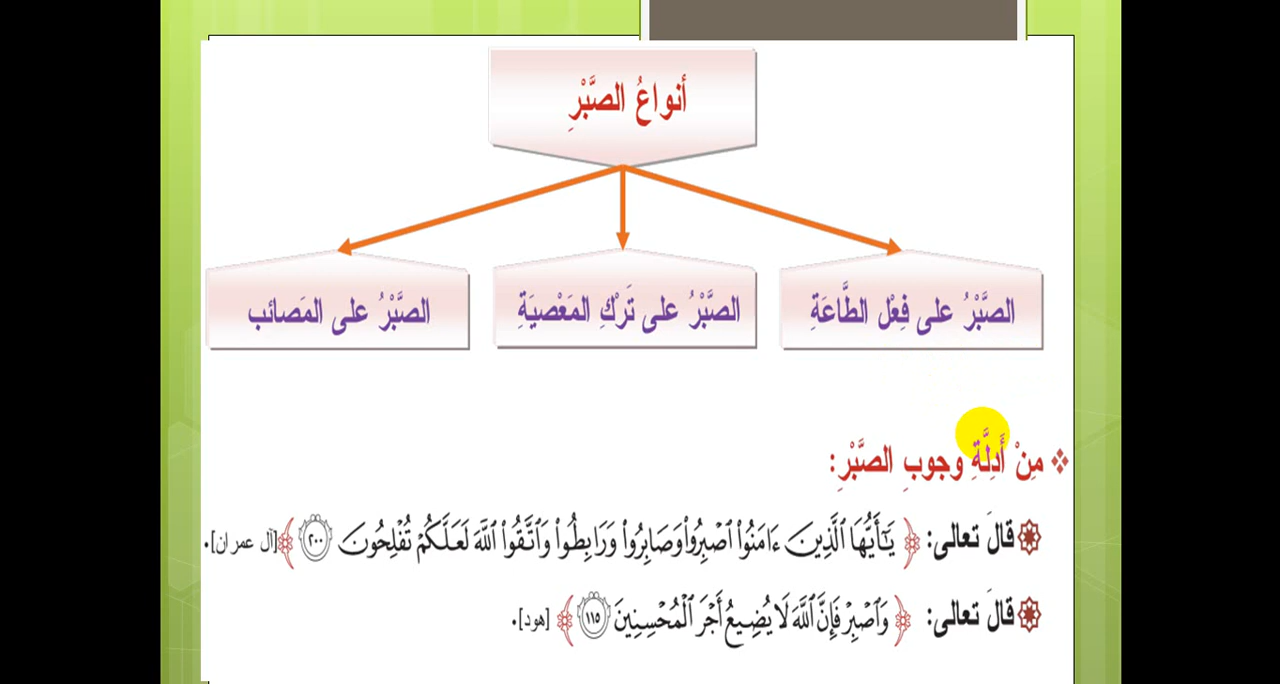 أنواعُ الصَّبْرِ
الصَّبْرُ على فِعْلِ الطَّاعَةِ
الصَّبْرُ على تَرْكِ المَعْصيَةِ
الصَّبْرُ على المَصائب
مِنْ أَدِلَّةِ وجوبِ الصَّبْرِ:
قالَ تعالى: ﴿ يَٰٓأَيُّهَا ٱلَّذِينَ ءَامَنُوا۟ ٱصْبِرُوا۟ وَصَابِرُوا۟ وَرَابِطُوا۟ وَٱتَّقُوا۟ ٱللَّهَ لَعَلَّكُمْ تُفْلِحُونَ ٢٠٠ ﴾ [آل عمران].
قالَ تعالى: ﴿ وَٱصْبِرْ فَإِنَّ ٱللَّهَ لَا يُضِيعُ أَجْرَ ٱلْمُحْسِنِينَ ١١٥ ﴾ [هود].